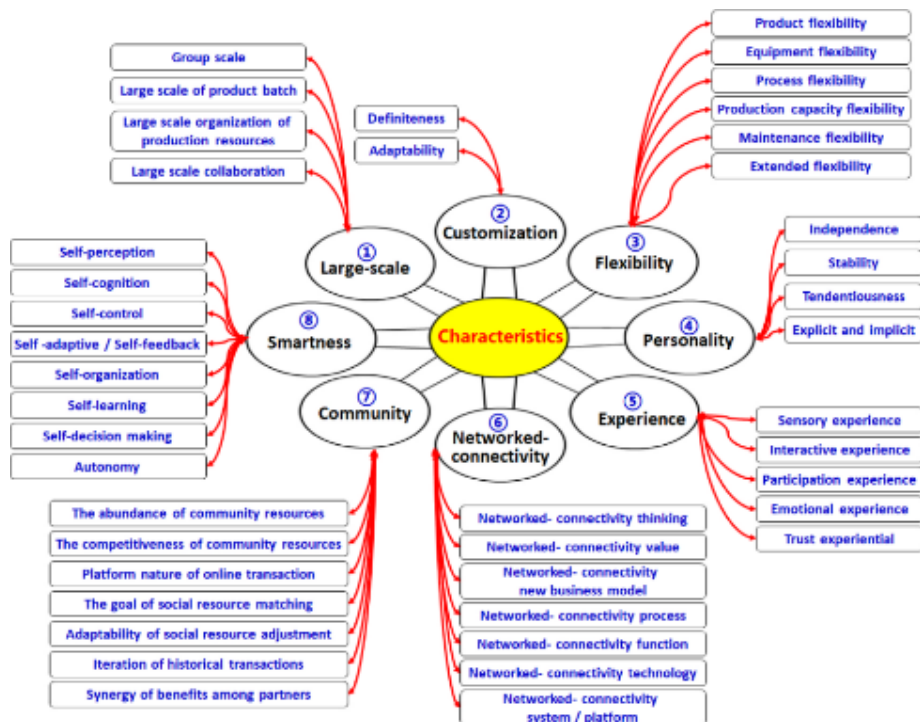 Group scale
Large scale of product batch
Large scale organization of
production resources
Large scale collaboration
①
Large-scale
Definiteness
Adaptability
②
Customization
Product flexibility
Equipment flexibility
Process flexibility
Production capacity flexibility
Maintenance flexibility
Extended flexibility
③
Flexibility
Independence
Stability
Tendentiousness
Explicit and implicit
④
Personality
Characteristics
Self-perception
Self-cognition
Self-control
Self -adaptive / Self-feedback
Self-organization
Self-learning
Self-decision making
Autonomy
⑧
Smartness
⑦
Community
⑥
Networked-
connectivity
⑤
Experience
Sensory experience
Interactive experience
Participation experience
Emotional experience
Trust experiential
The abundance of community resources
The competitiveness of community resources
Platform nature of online transaction
The goal of social resource matching
Adaptability of social resource adjustment
Iteration of historical transactions
Synergy of benefits among partners
Networked- connectivity thinking
Networked- connectivity value
Networked- connectivity
new business model
Networked- connectivity process
Networked- connectivity function
Networked- connectivity technology
Networked- connectivity
system / platform